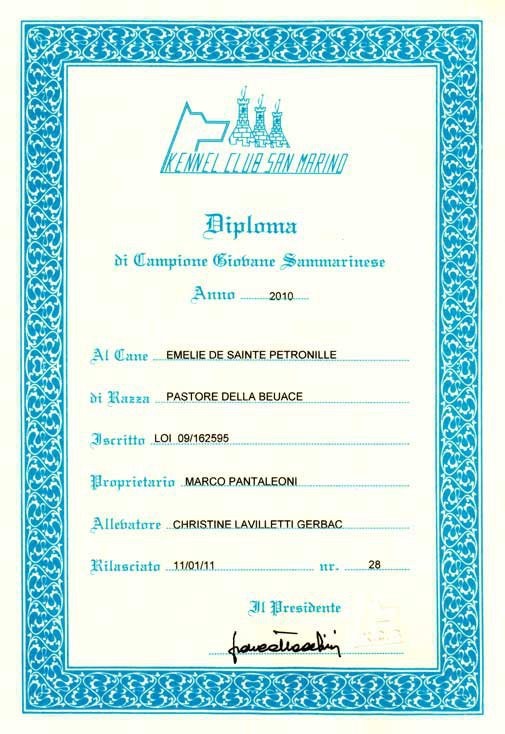 KENNEL CLUB SAN MARINO
Diploma
di Campione Giovane Sammarinese
Anno 2010
Al Cane EMELIE DE SAINTE PETRONILLE
di Razza PASTORE DELLA BEUACE
Iscritto LOI 09/162595
Proprietario MARCO PANTALEONI
Allevatore CHRISTINE LAVILLETTI GERBAC
Rilasciato 11/01/11 nr. 28
Il Presidente